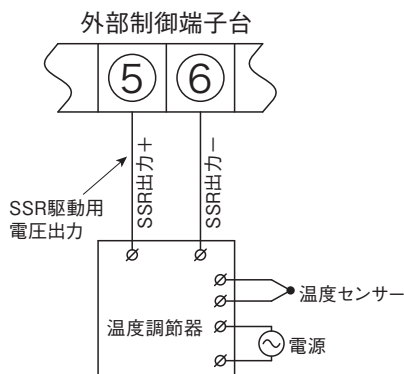 外部制御端子台
⑤ ⑥
SSR出力＋
SSR出力－
SSR駆動用
電圧出力
温度センサー
温度調節器
電源